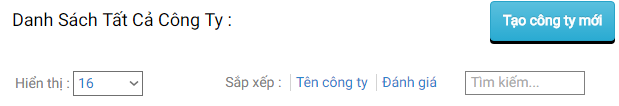 Danh Sách Tất Cả Công Ty :
Tạo công ty mới
Hiển thị : 16
Sắp xếp : Tên công ty Đánh giá
Tìm kiếm...